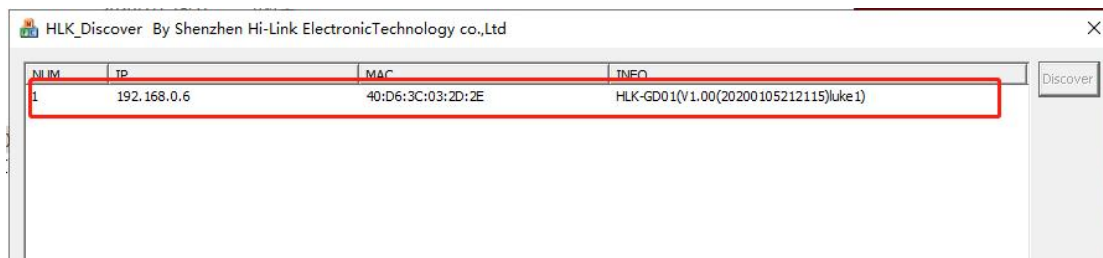 HLK_Discover By Shenzhen Hi-Link ElectronicTechnology co.,Ltd
NUM IP MAC INFO
Discover
1 192.168.0.6 40:D6:3C:03:2D:2E HLK-GD01(V1.00(20200105212115)luke1)